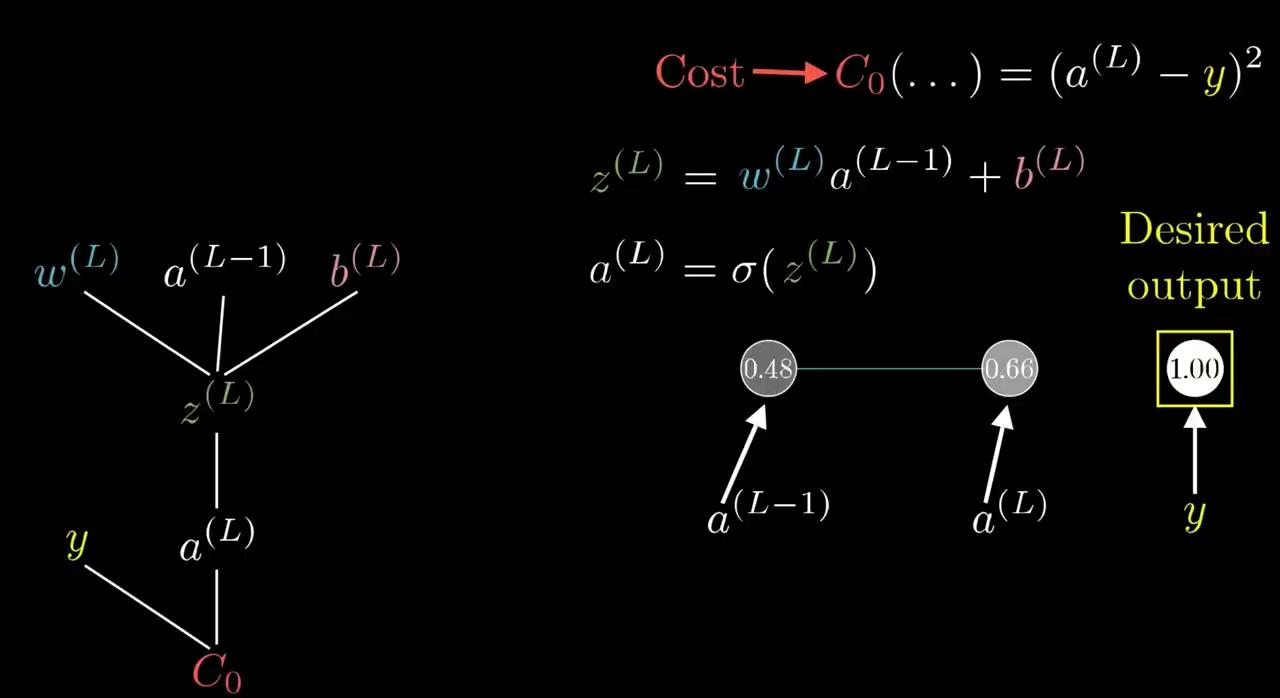 Cost → C₀(...) = (a^(L) − y)²
z^(L) = w^(L)a^(L−1) + b^(L)
a^(L) = σ(z^(L))
Desired
output
w^(L) a^(L−1) b^(L)
z^(L)
y a^(L)
C₀
0.48 0.66 1.00
a^(L−1) a^(L) y